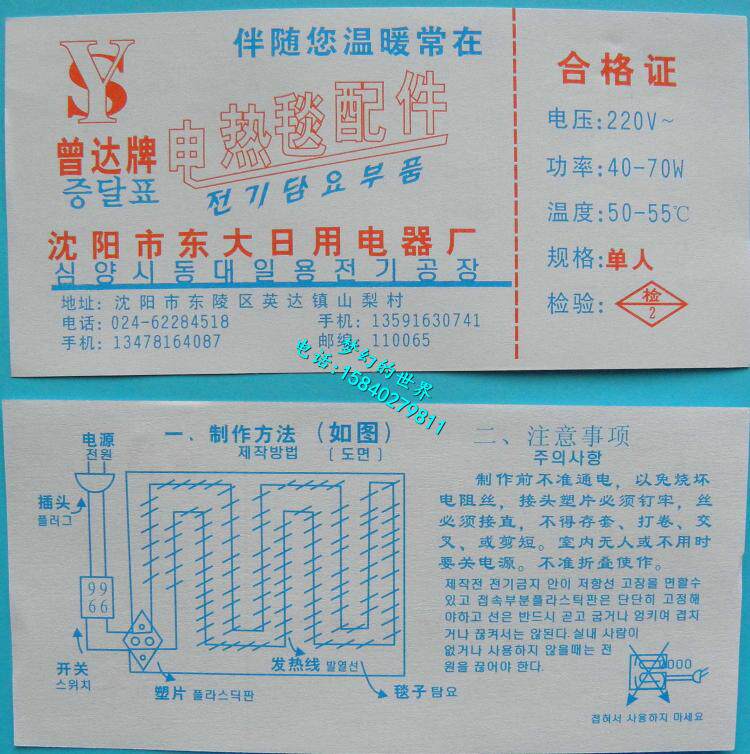 伴随您温暖常在
YS
曾达牌
증달표
电热毯配件
전기담요부품
沈阳市东大日用电器厂
심양시동대일용전기공장
地址: 沈阳市东陵区英达镇山梨村
电话: 024-62284518 手机: 13591630741
手机: 13478164087 邮编: 110065
合格证
电压:220V~
功率:40-70W
温度:50-55℃
规格:单人
检验: 检 2
梦幻的世界
电话:15840279811
一、制作方法 (如图)
제작방법 [도면]
电源
전원
插头
플러그
99
66
开关
스위치
塑片 플라스틱판
发热线 발열선
毯子 탐요
二、注意事项
주의사항
制作前不准通电，以免烧坏
电阻丝，接头塑片必须钉牢，丝
必须接直，不得存套、打卷、交
叉、或剪短。室内无人或不用时
要关电源。不准折叠使作。
제작전 전기금지 안이 저항선 고장을 면할수
있고 접속부분플라스틱판은 단단히 고정해
야하고 선은 반드시 곧고 굽거나 엉키여 겹치
거나 끊켜서는 않된다. 실내 사람이
없거나 사용하지 않을때는 전
원을 끊어야 한다.
접혀서 사용하지 마세요